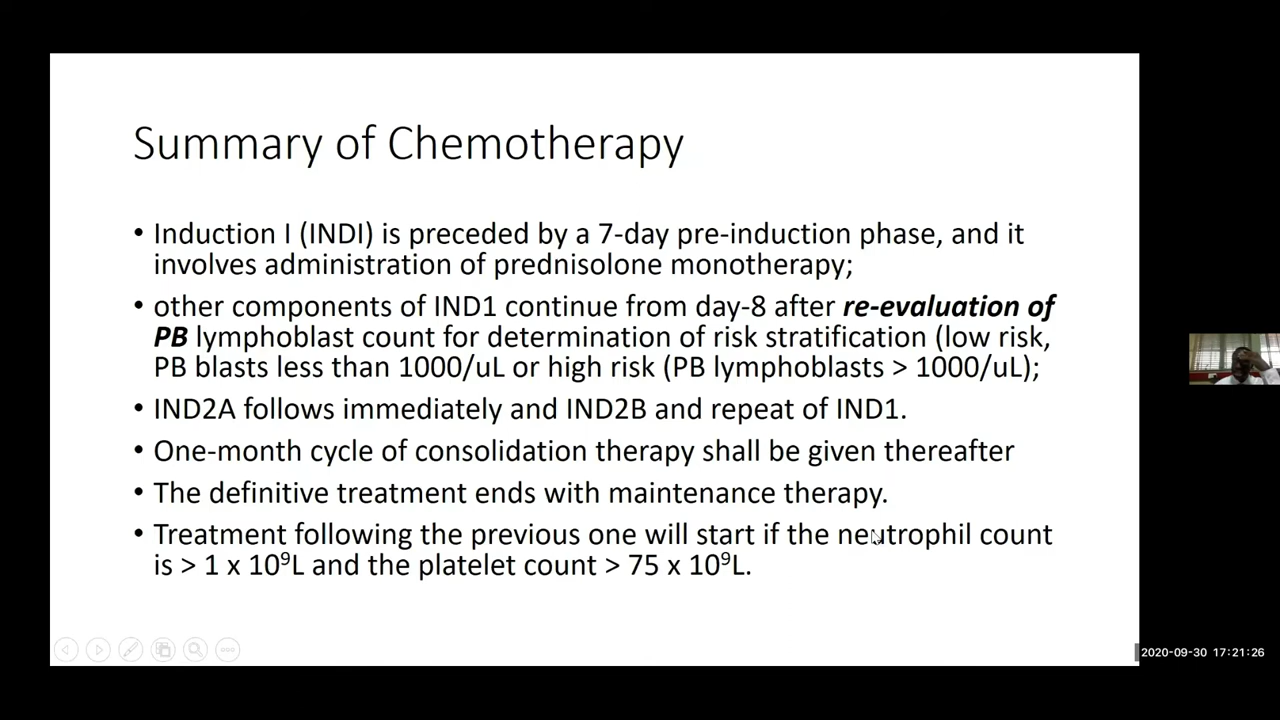 Summary of Chemotherapy
• Induction I (INDI) is preceded by a 7-day pre-induction phase, and it
involves administration of prednisolone monotherapy;
• other components of IND1 continue from day-8 after re-evaluation of
PB lymphoblast count for determination of risk stratification (low risk,
PB blasts less than 1000/uL or high risk (PB lymphoblasts > 1000/uL);
• IND2A follows immediately and IND2B and repeat of IND1.
• One-month cycle of consolidation therapy shall be given thereafter
• The definitive treatment ends with maintenance therapy.
• Treatment following the previous one will start if the neutrophil count
is > 1 x 10⁹L and the platelet count > 75 x 10⁹L.
2020-09-30 17:21:26